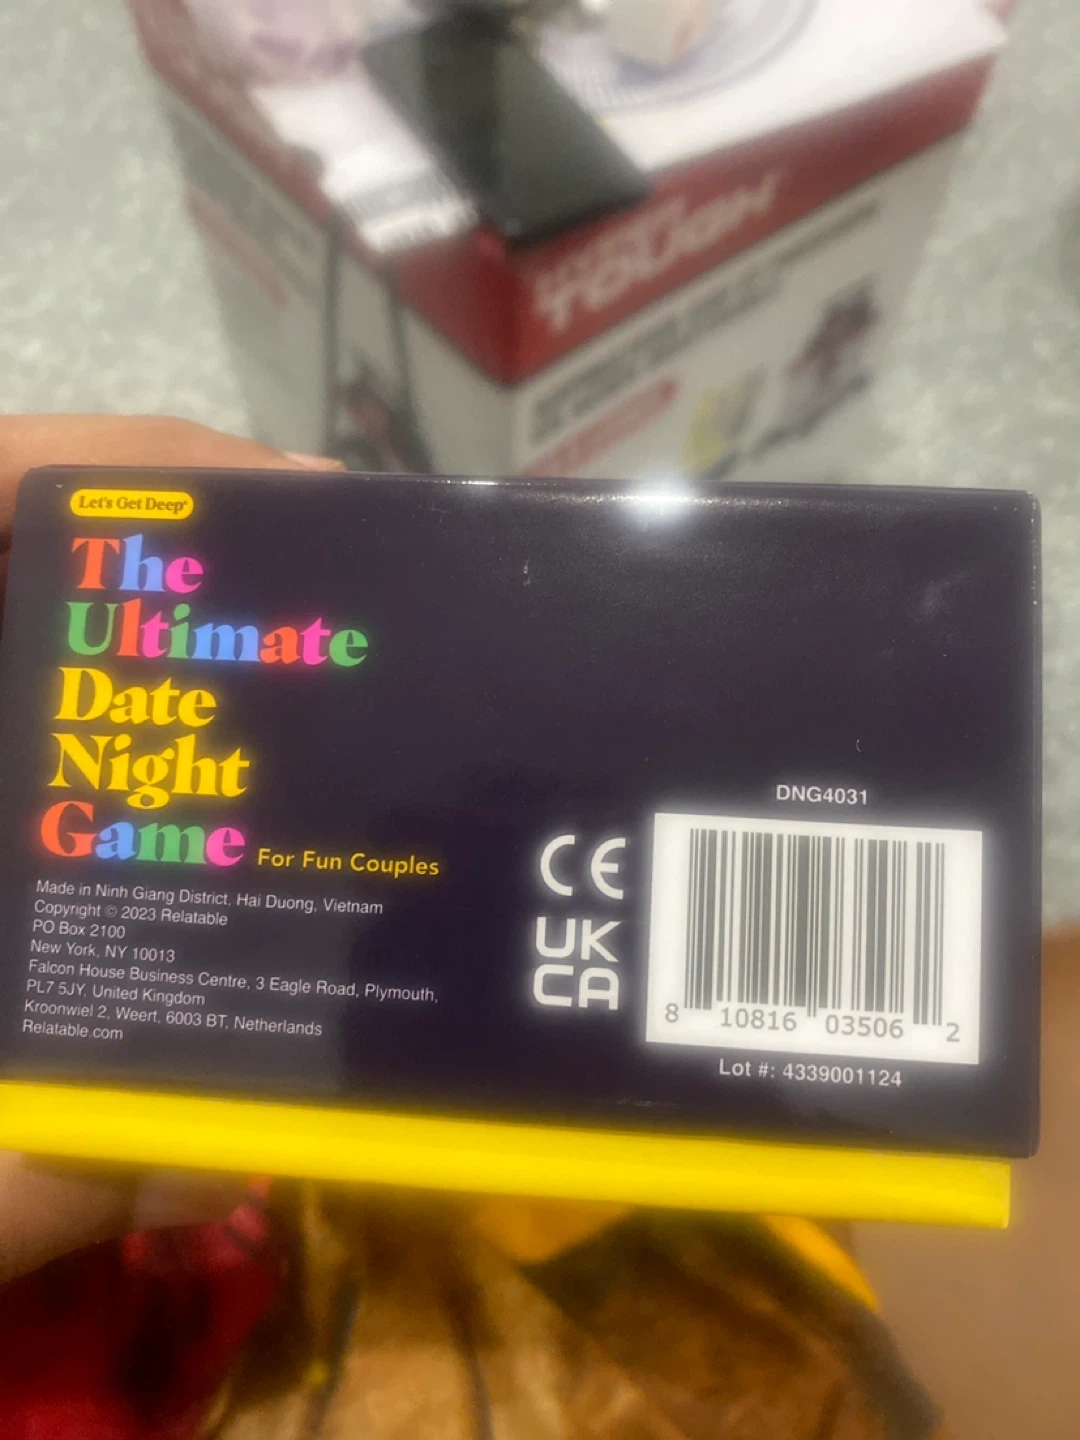 TOUGH
Let's Get Deep®
The
Ultimate
Date
Night
Game For Fun Couples
Made in Ninh Giang District, Hai Duong, Vietnam
Copyright © 2023 Relatable
PO Box 2100
New York, NY 10013
Falcon House Business Centre, 3 Eagle Road, Plymouth,
PL7 5JY, United Kingdom
Kroonwiel 2, Weert, 6003 BT, Netherlands
Relatable.com
CE
UK
CA
DNG4031
8 10816 03506 2
Lot #: 4339001124